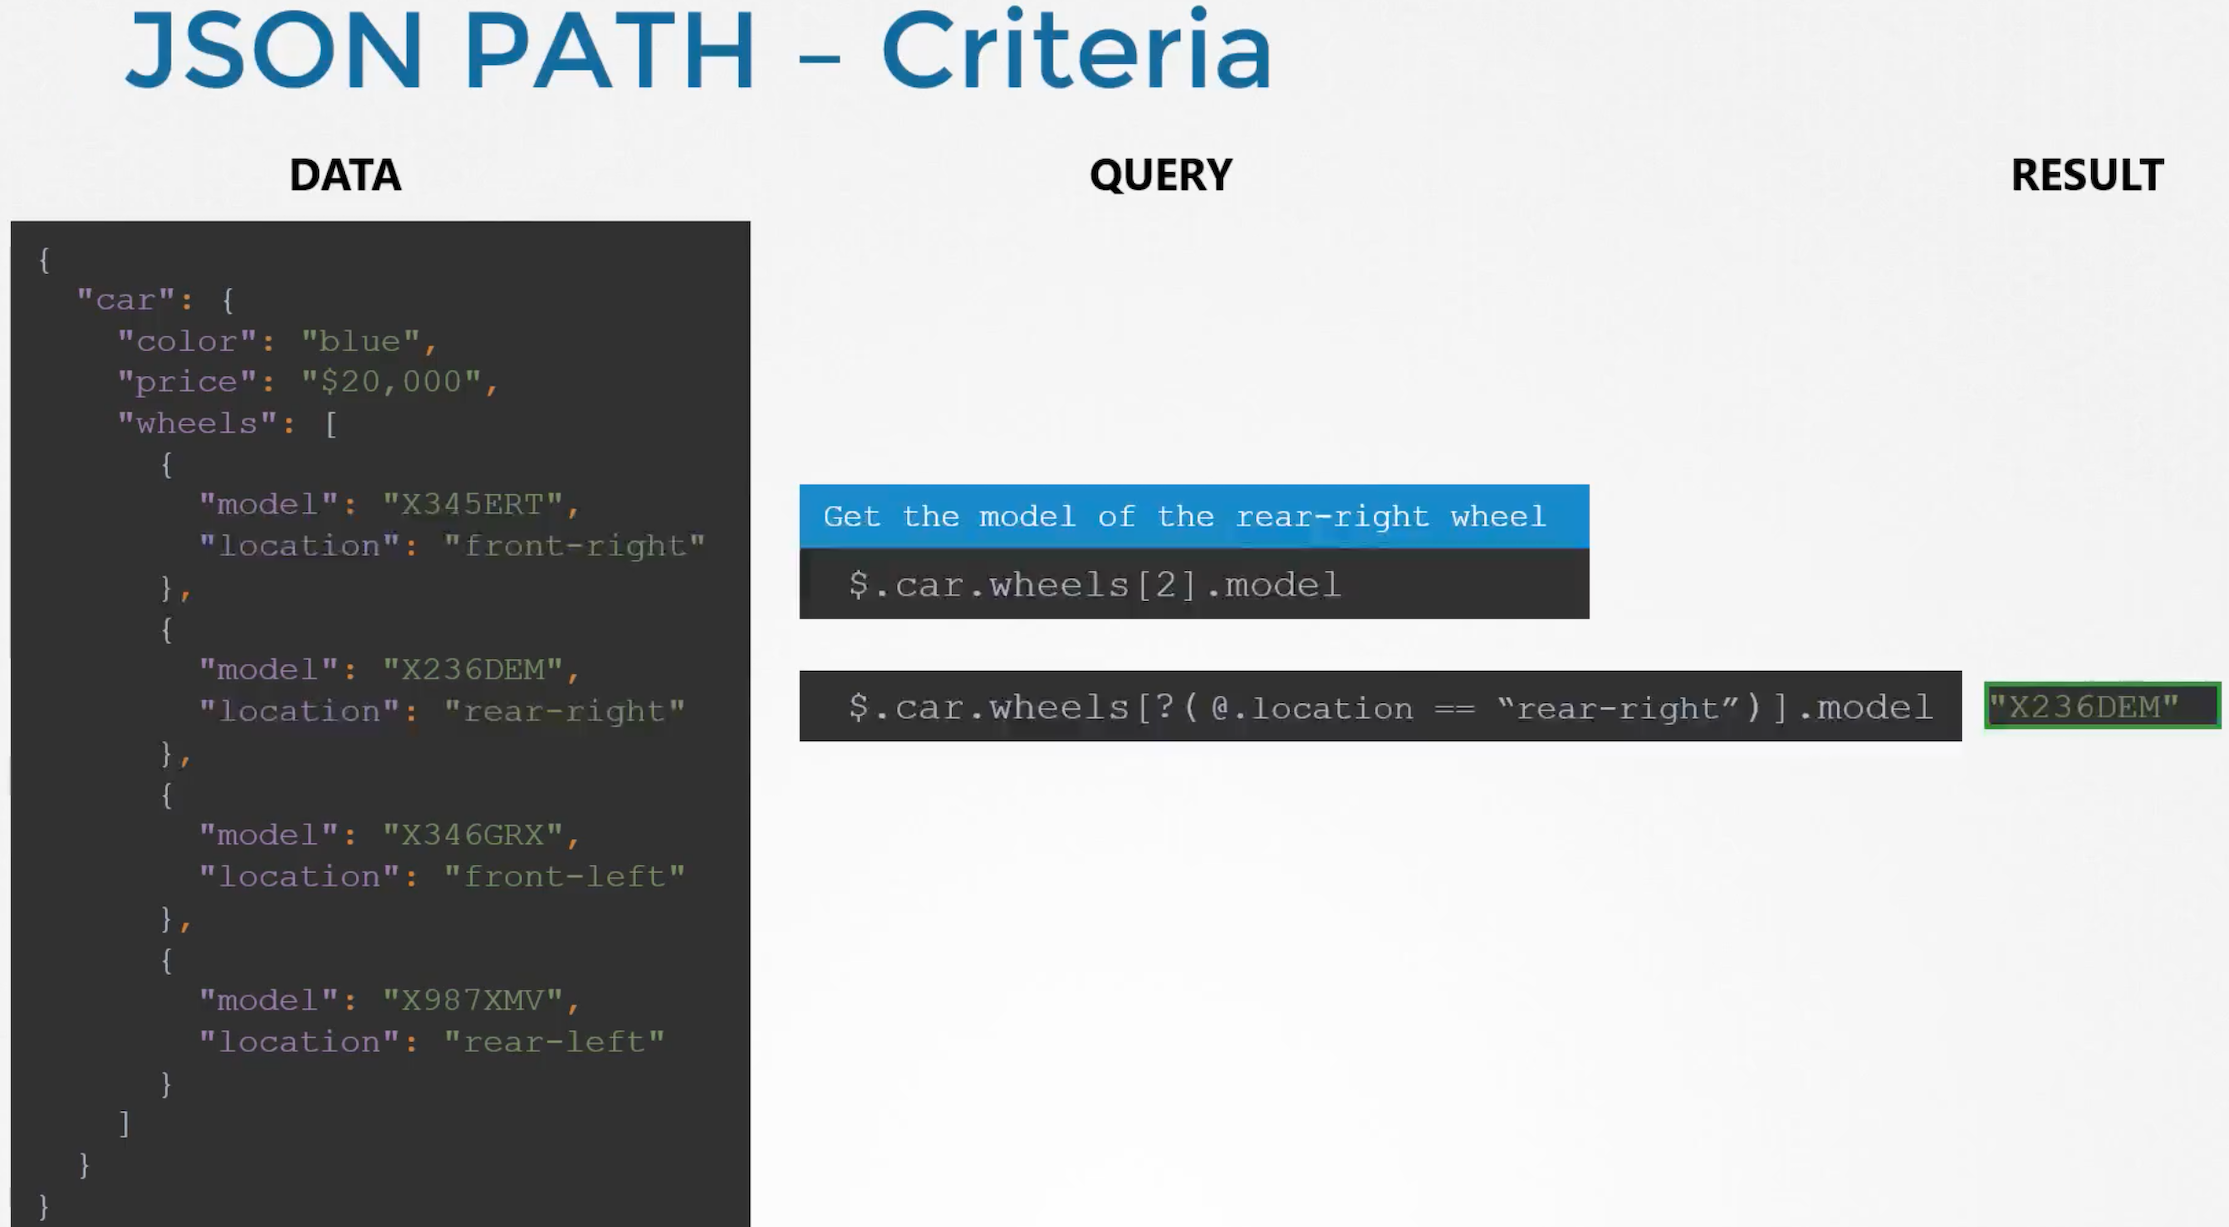 JSON PATH – Criteria
DATA
QUERY
RESULT
{
"car": {
"color": "blue",
"price": "$20,000",
"wheels": [
{
"model": "X345ERT",
"location": "front-right"
},
{
"model": "X236DEM",
"location": "rear-right"
},
{
"model": "X346GRX",
"location": "front-left"
},
{
"model": "X987XMV",
"location": "rear-left"
}
]
}
}
Get the model of the rear-right wheel
$.car.wheels[2].model
$.car.wheels[?(@.location == “rear-right”)].model
"X236DEM"